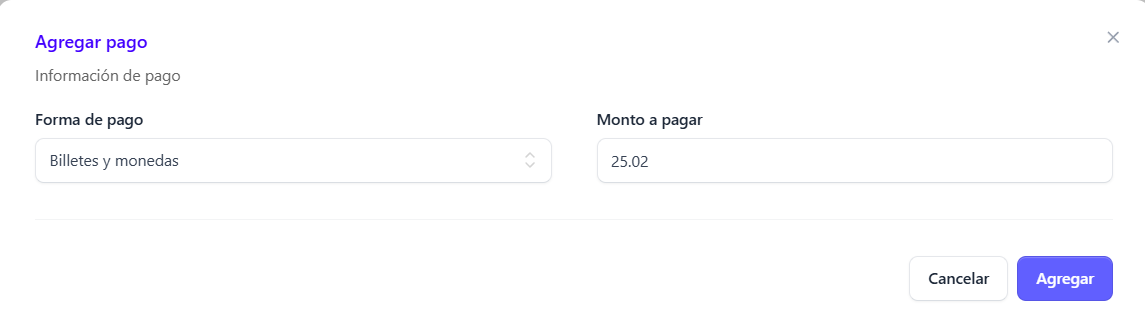 Agregar pago
Información de pago
Forma de pago
Monto a pagar
Billetes y monedas
25.02
Cancelar
Agregar